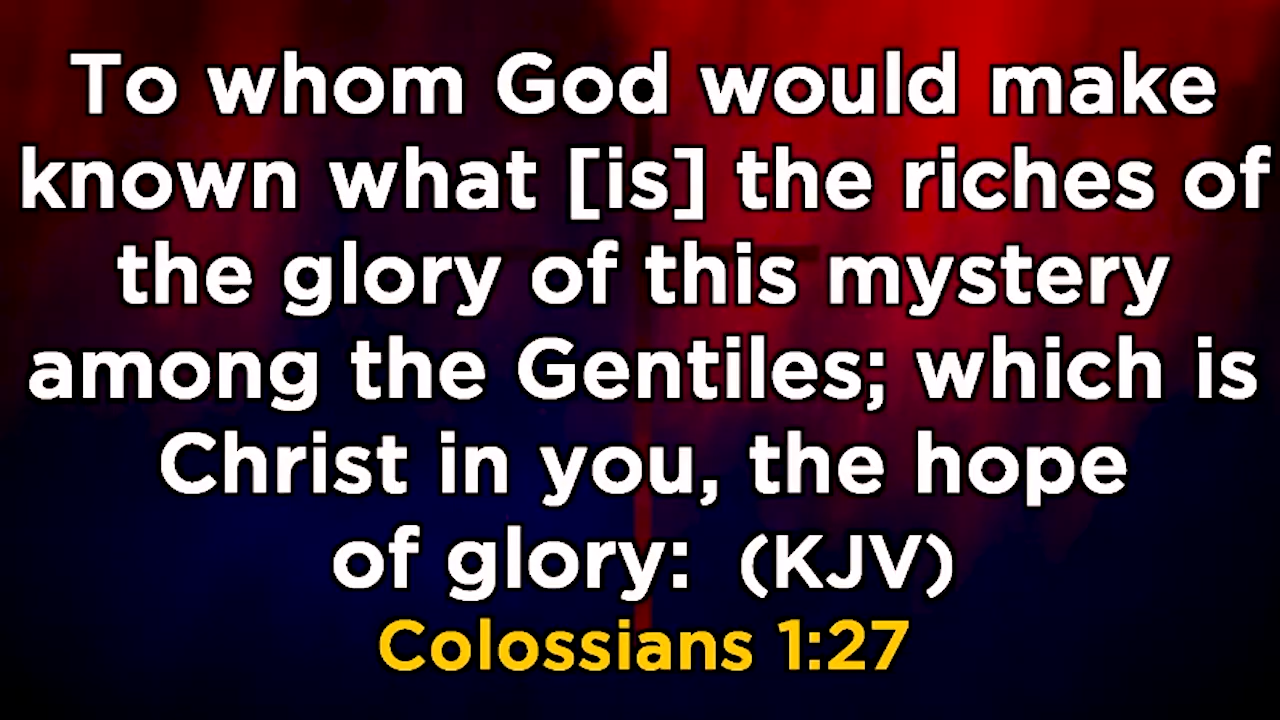 To whom God would make
known what [is] the riches of
the glory of this mystery
among the Gentiles; which is
Christ in you, the hope
of glory:  (KJV)
Colossians 1:27